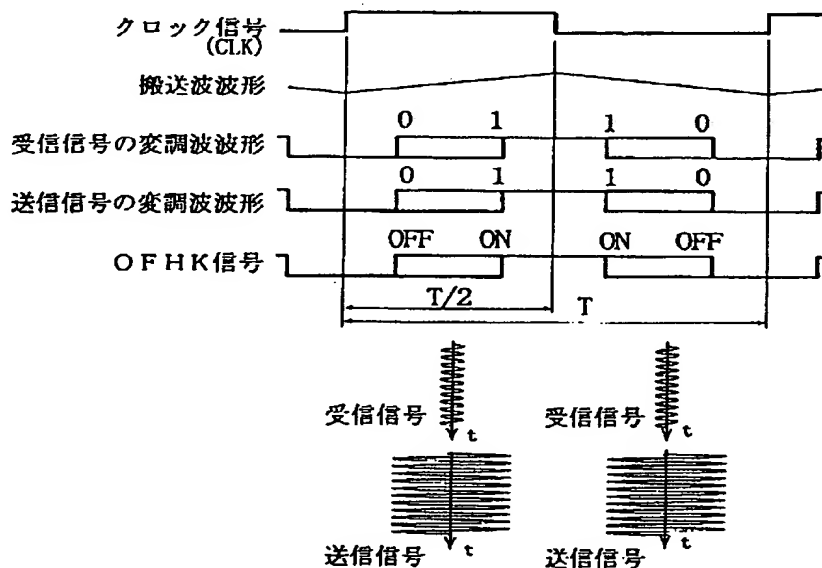 クロック信号
(CLK)
搬送波波形
0 1 1 0
受信信号の変調波波形
0 1 1 0
送信信号の変調波波形
OFF ON ON OFF
OFHK信号
T/2
T
受信信号 t 受信信号 t
送信信号 t 送信信号 t